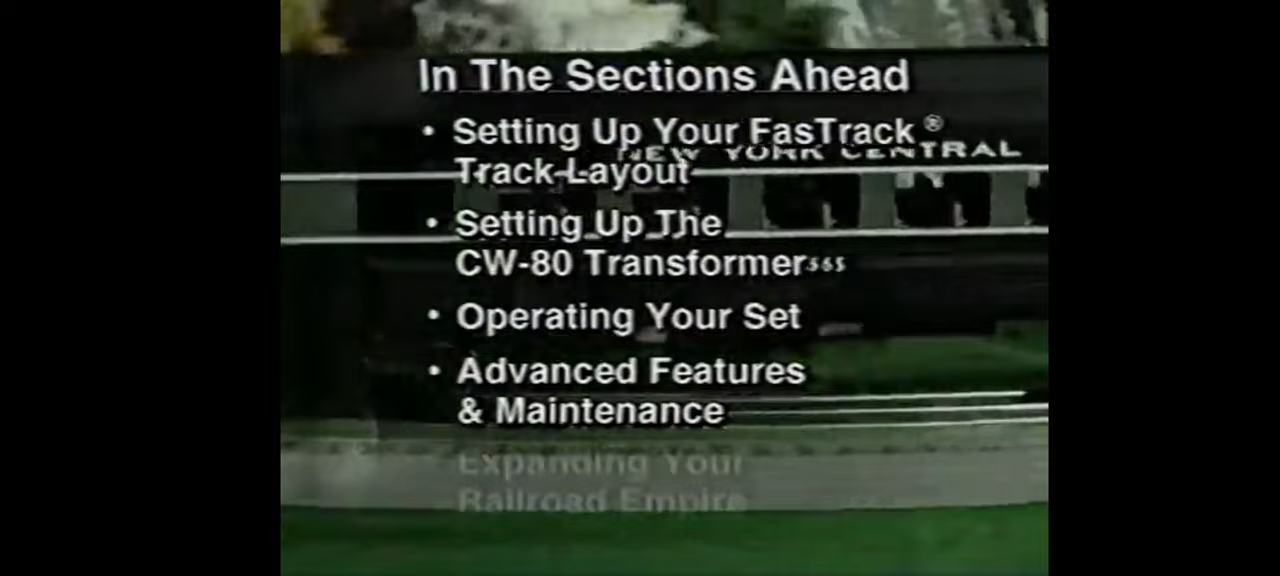 In The Sections Ahead
• Setting Up Your FasTrack®
NEW YORK CENTRAL
Track Layout
• Setting Up The
CW-80 Transformer
• Operating Your Set
• Advanced Features
& Maintenance
Expanding Your
Railroad Empire